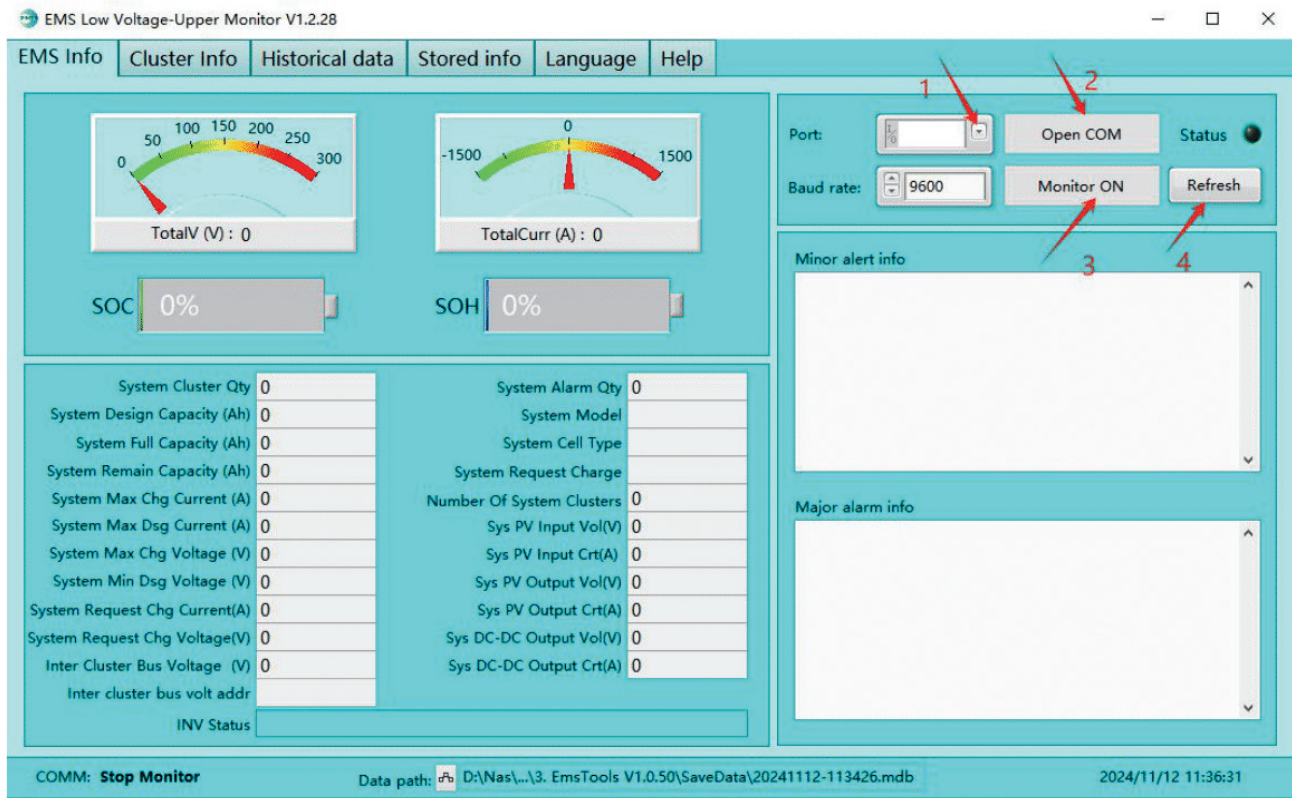 EMS Low Voltage-Upper Monitor V1.2.28
EMS Info Cluster Info Historical data Stored info Language Help
0 50 100 150 200 250 300
TotalV (V) : 0
-1500 0 1500
TotalCurr (A) : 0
SOC 0%
SOH 0%
1
2
Port: Open COM Status
Baud rate: 9600 Monitor ON Refresh
3
4
Minor alert info
Major alarm info
System Cluster Qty 0
System Design Capacity (Ah) 0
System Full Capacity (Ah) 0
System Remain Capacity (Ah) 0
System Max Chg Current (A) 0
System Max Dsg Current (A) 0
System Max Chg Voltage (V) 0
System Min Dsg Voltage (V) 0
System Request Chg Current(A) 0
System Request Chg Voltage(V) 0
Inter Cluster Bus Voltage (V) 0
Inter cluster bus volt addr
INV Status
System Alarm Qty 0
System Model
System Cell Type
System Request Charge
Number Of System Clusters 0
Sys PV Input Vol(V) 0
Sys PV Input Crt(A) 0
Sys PV Output Vol(V) 0
Sys PV Output Crt(A) 0
Sys DC-DC Output Vol(V) 0
Sys DC-DC Output Crt(A) 0
COMM: Stop Monitor
Data path: D:\Nas\...\3. EmsTools V1.0.50\SaveData\20241112-113426.mdb
2024/11/12 11:36:31